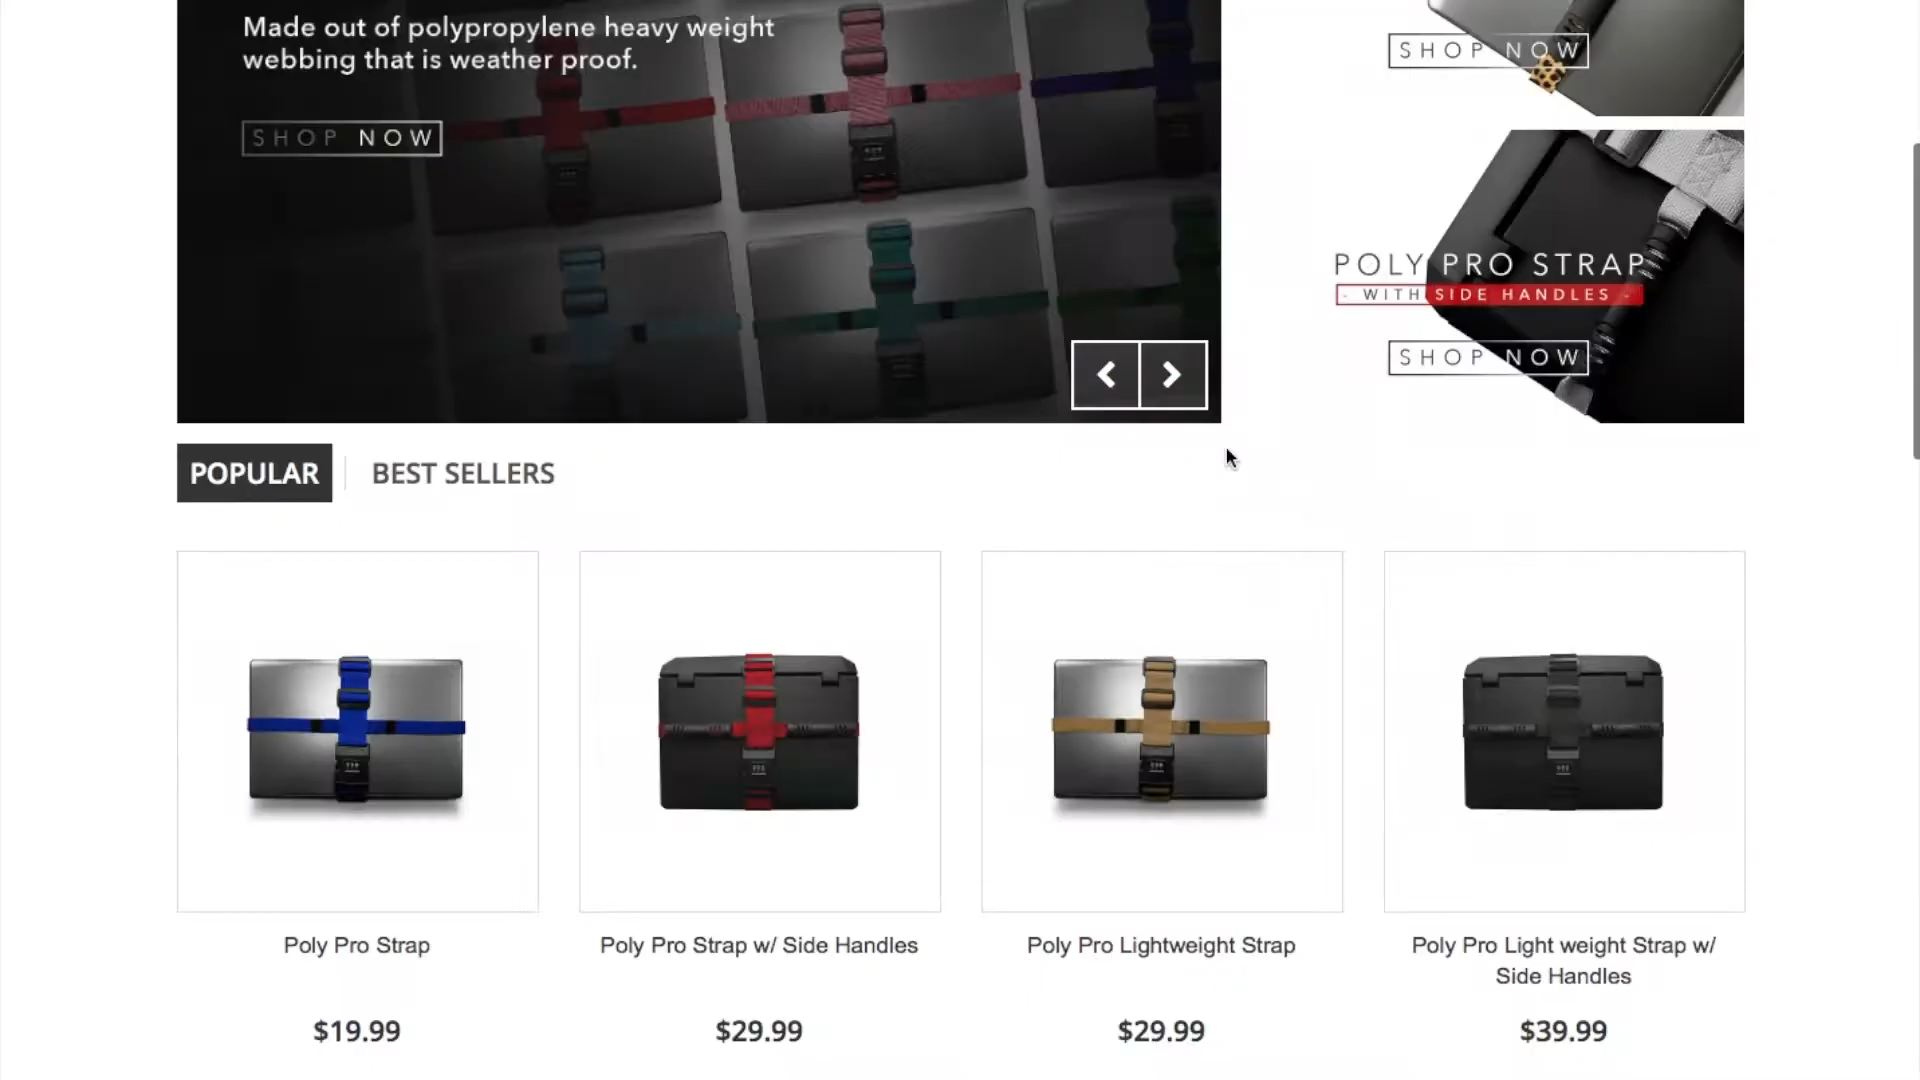 Made out of polypropylene heavy weight
webbing that is weather proof.
SHOP NOW
SHOP NOW
POLY PRO STRAP
- WITH SIDE HANDLES -
SHOP NOW
POPULAR
BEST SELLERS
Poly Pro Strap
Poly Pro Strap w/ Side Handles
Poly Pro Lightweight Strap
Poly Pro Light weight Strap w/
Side Handles
$19.99
$29.99
$29.99
$39.99